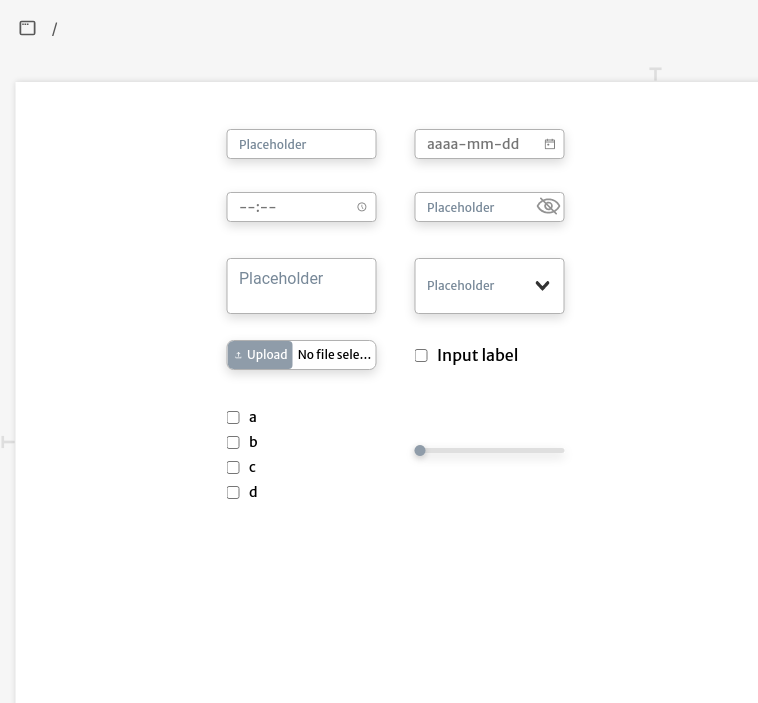 /
Placeholder
aaaa-mm-dd
--:--
Placeholder
Placeholder
Placeholder
Upload No file sele...
Input label
a
b
c
d